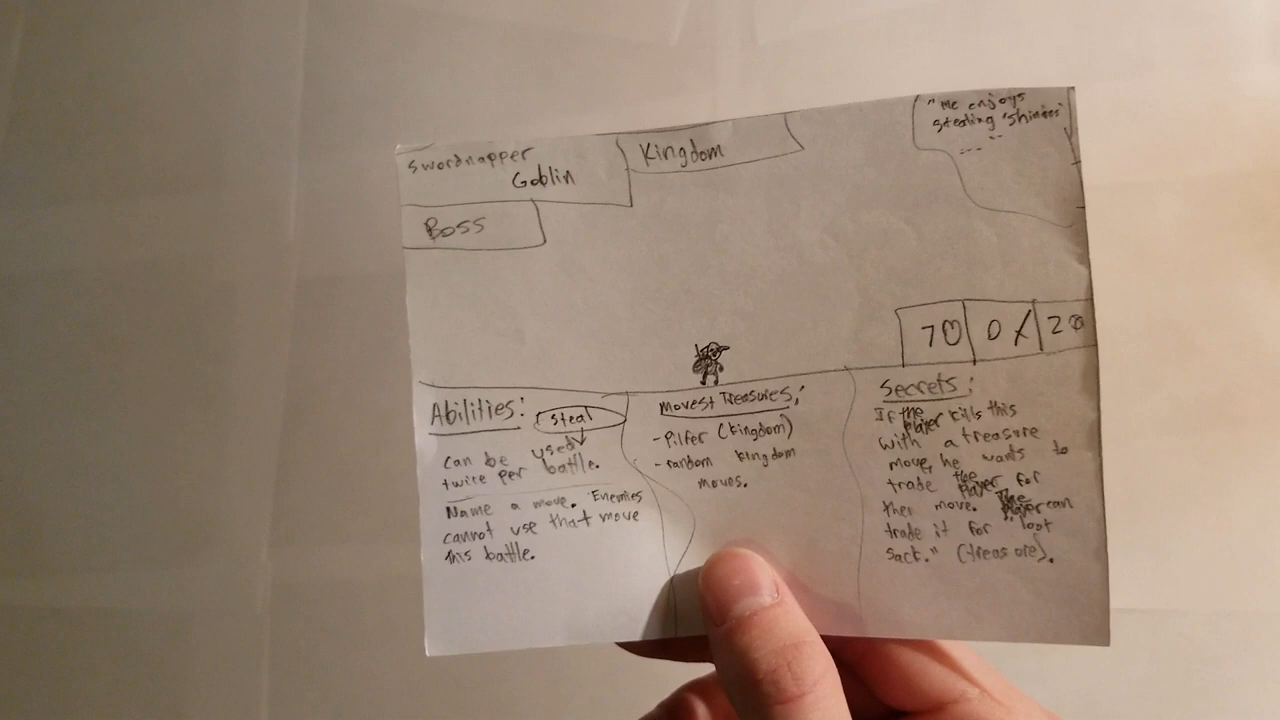 Swordnapper
Goblin
Kingdom
Boss
"Me enjoys
stealing 'shinies'
... "
70
0
20
Abilities:
Steal
can be used
twice per battle.
Name a move. Enemies
cannot use that move
this battle.
Moves+Treasures:
-Pilfer (Kingdom)
-random kingdom
moves.
Secrets:
If the player kills this
with a treasure
move, he wants to
trade the player for
ther move. The player can
trade it for "loot
sack." (treasure).